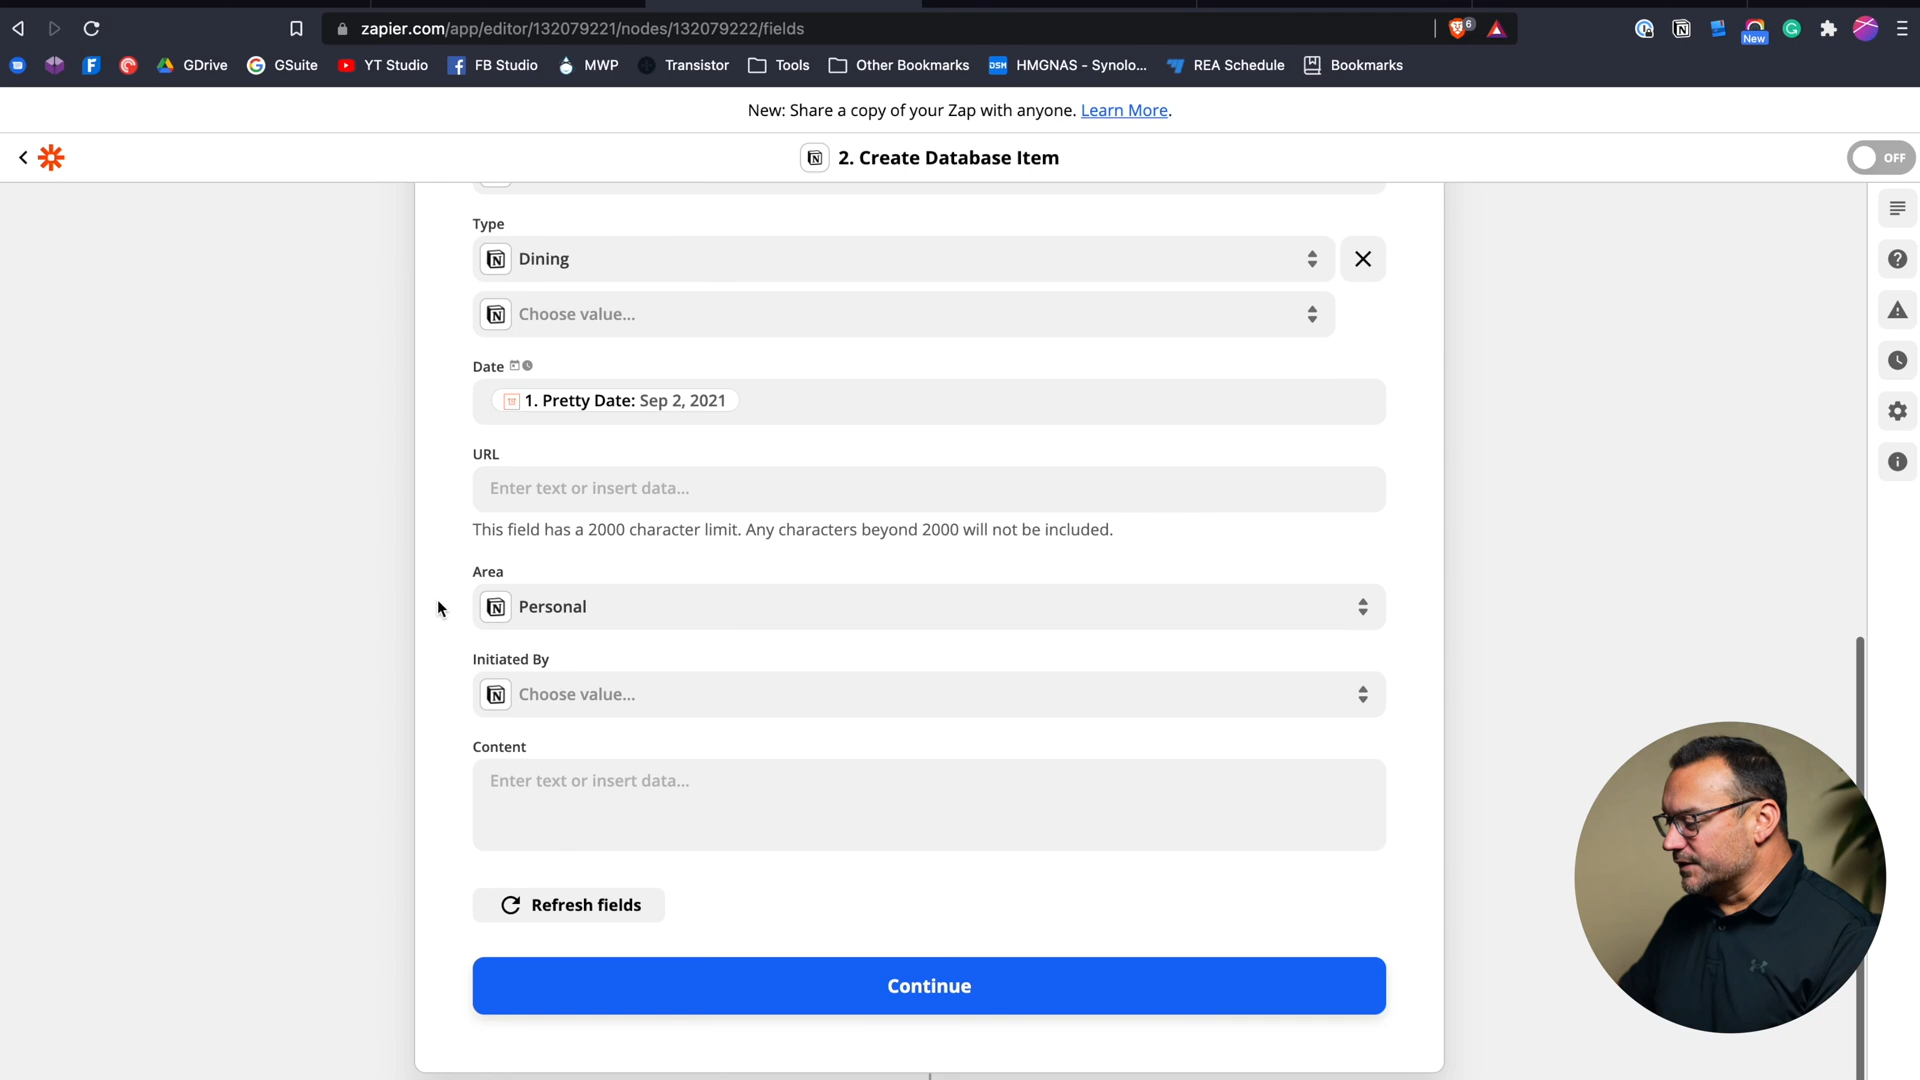 zapier.com/app/editor/132079221/nodes/132079222/fields
6
New
GDrive
GSuite
YT Studio
FB Studio
MWP
Transistor
Tools
Other Bookmarks
DSM HMGNAS - Synolo...
REA Schedule
Bookmarks
New: Share a copy of your Zap with anyone. Learn More.
2. Create Database Item
OFF
Type
Dining
Choose value...
Date
1. Pretty Date: Sep 2, 2021
URL
Enter text or insert data...
This field has a 2000 character limit. Any characters beyond 2000 will not be included.
Area
Personal
Initiated By
Choose value...
Content
Enter text or insert data...
Refresh fields
Continue